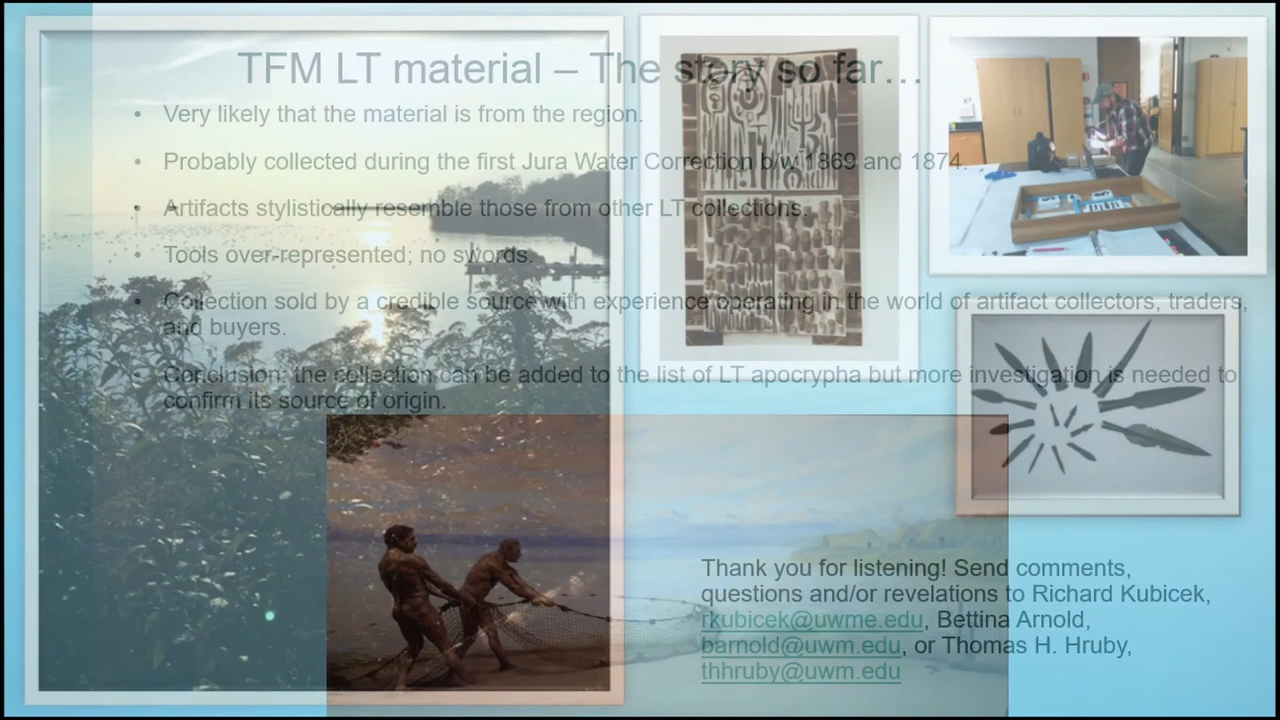 TFM LT material – The story so far…
• Very likely that the material is from the region.
• Probably collected during the first Jura Water Correction b/w 1869 and 1874.
• Artifacts stylistically resemble those from other LT collections.
• Tools over-represented; no swords.
• Collection sold by a credible source with experience operating in the world of artifact collectors, traders,
and buyers.
• Conclusion: the collection can be added to the list of LT apocrypha but more investigation is needed to
confirm its source of origin.
Thank you for listening! Send comments,
questions and/or revelations to Richard Kubicek,
rkubicek@uwme.edu, Bettina Arnold,
barnold@uwm.edu, or Thomas H. Hruby,
thhruby@uwm.edu